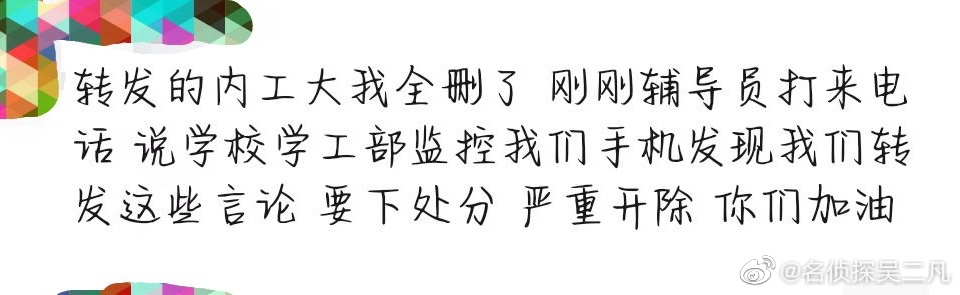 转发的内工大我全删了 刚刚辅导员打来电
话 说学校学工部监控我们手机发现我们转
发这些言论 要下处分 严重开除 你们加油
@名侦探吴二凡